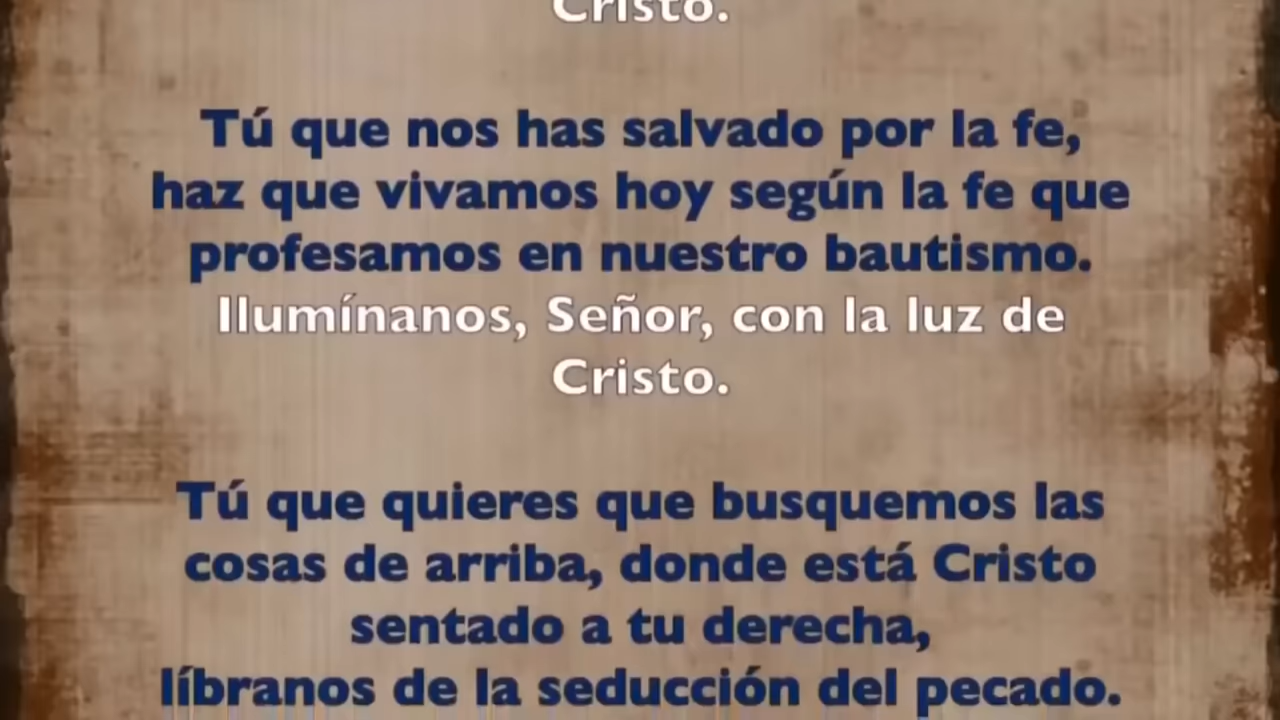 Cristo.
Tú que nos has salvado por la fe,
haz que vivamos hoy según la fe que
profesamos en nuestro bautismo.
Ilumínanos, Señor, con la luz de
Cristo.
Tú que quieres que busquemos las
cosas de arriba, donde está Cristo
sentado a tu derecha,
líbranos de la seducción del pecado.